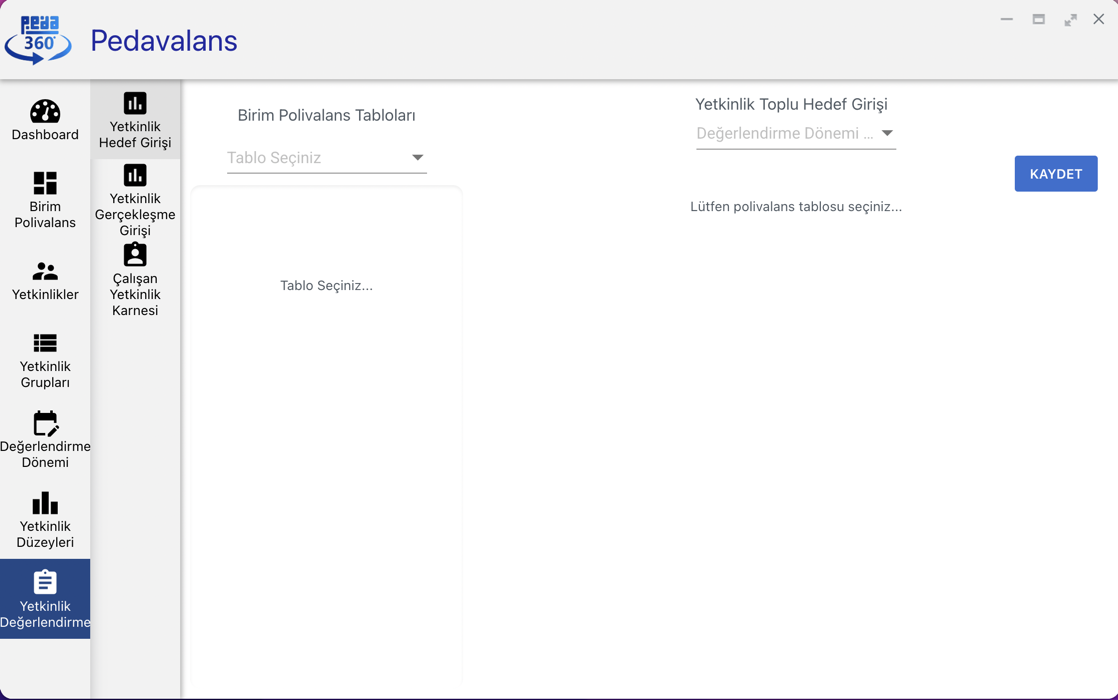 peda
360°
Pedavalans
Dashboard
Birim
Polivalans
Yetkinlikler
Yetkinlik
Grupları
Değerlendirme
Dönemi
Yetkinlik
Düzeyleri
Yetkinlik
Değerlendirme
Yetkinlik
Hedef Girişi
Yetkinlik
Gerçekleşme
Girişi
Çalışan
Yetkinlik
Karnesi
Birim Polivalans Tabloları
Tablo Seçiniz
Tablo Seçiniz...
Yetkinlik Toplu Hedef Girişi
Değerlendirme Dönemi ...
KAYDET
Lütfen polivalans tablosu seçiniz...